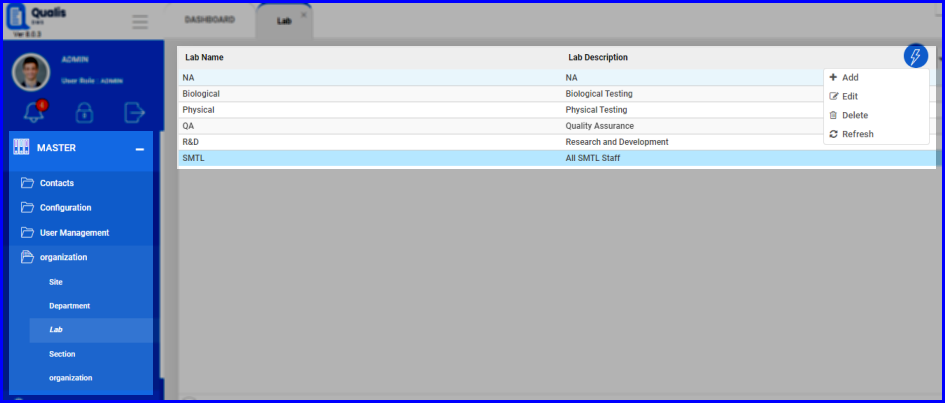 Qualis
SMS
Ver 8.0.3
DASHBOARD
Lab
×
ADMIN
User Role : ADMIN
4
MASTER
Contacts
Configuration
User Management
organization
Site
Department
Lab
Section
organization
Lab Name Lab Description
NA NA
Biological Biological Testing
Physical Physical Testing
QA Quality Assurance
R&D Research and Development
SMTL All SMTL Staff
Add
Edit
Delete
Refresh